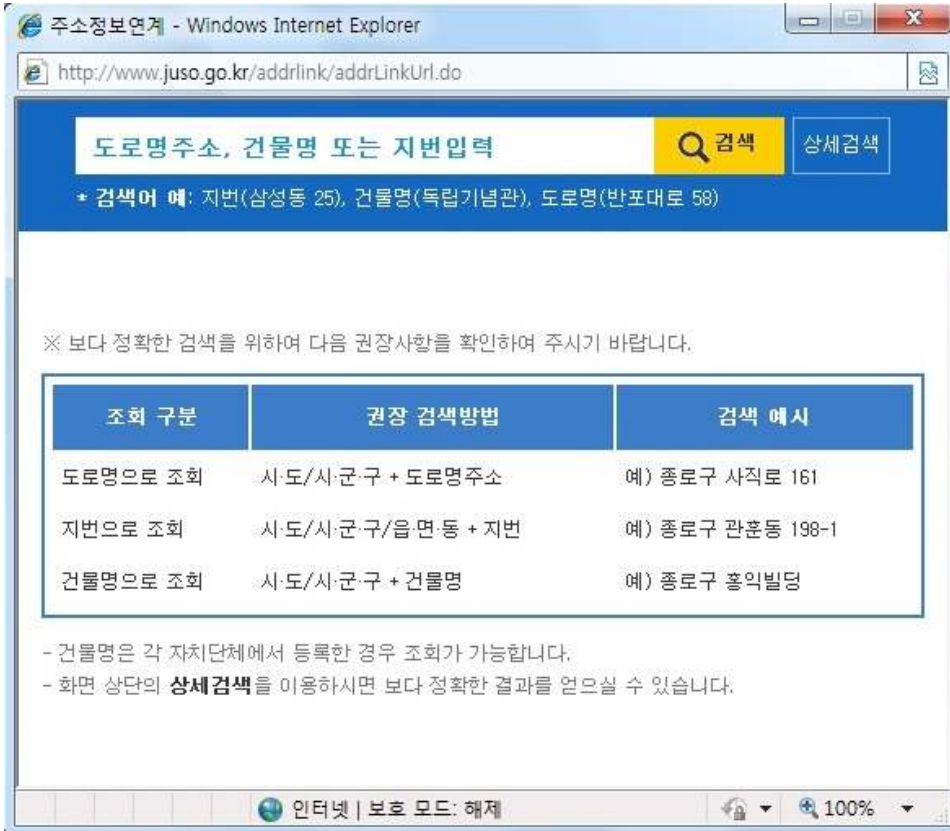 주소정보연계 - Windows Internet Explorer
http://www.juso.go.kr/addrlink/addrLinkUrl.do
도로명주소, 건물명 또는 지번입력 검색 상세검색
* 검색어 예: 지번(삼성동 25), 건물명(독립기념관), 도로명(반포대로 58)
※ 보다 정확한 검색을 위하여 다음 권장사항을 확인하여 주시기 바랍니다.
조회 구분 권장 검색방법 검색 예시
도로명으로 조회 시·도/시·군·구 + 도로명주소 예) 종로구 사직로 161
지번으로 조회 시·도/시·군·구/읍·면·동 + 지번 예) 종로구 관훈동 198-1
건물명으로 조회 시·도/시·군·구 + 건물명 예) 종로구 홍익빌딩
- 건물명은 각 자치단체에서 등록한 경우 조회가 가능합니다.
- 화면 상단의 상세검색을 이용하시면 보다 정확한 결과를 얻으실 수 있습니다.
인터넷 | 보호 모드: 해제 100%